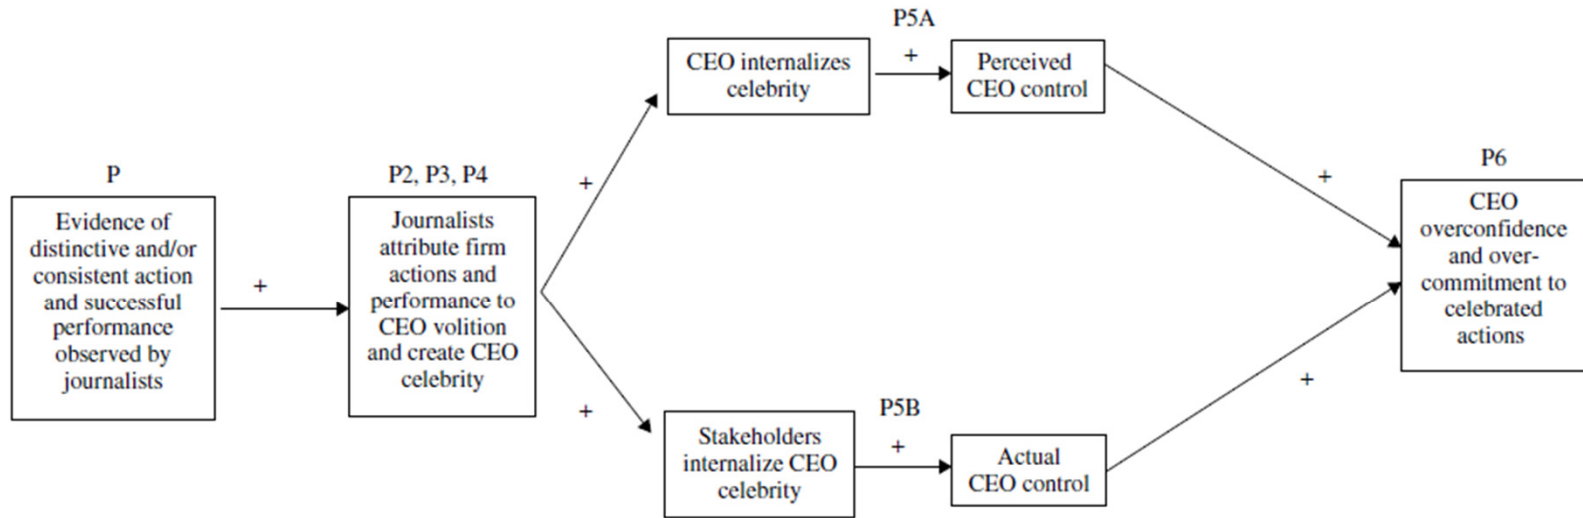 P
Evidence of
distinctive and/or
consistent action
and successful
performance
observed by
journalists
+
P2, P3, P4
Journalists
attribute firm
actions and
performance to
CEO volition
and create CEO
celebrity
+
+
CEO internalizes
celebrity
P5A
+
Perceived
CEO control
+
Stakeholders
internalize CEO
celebrity
P5B
+
Actual
CEO control
+
P6
CEO
overconfidence
and over-
commitment to
celebrated
actions